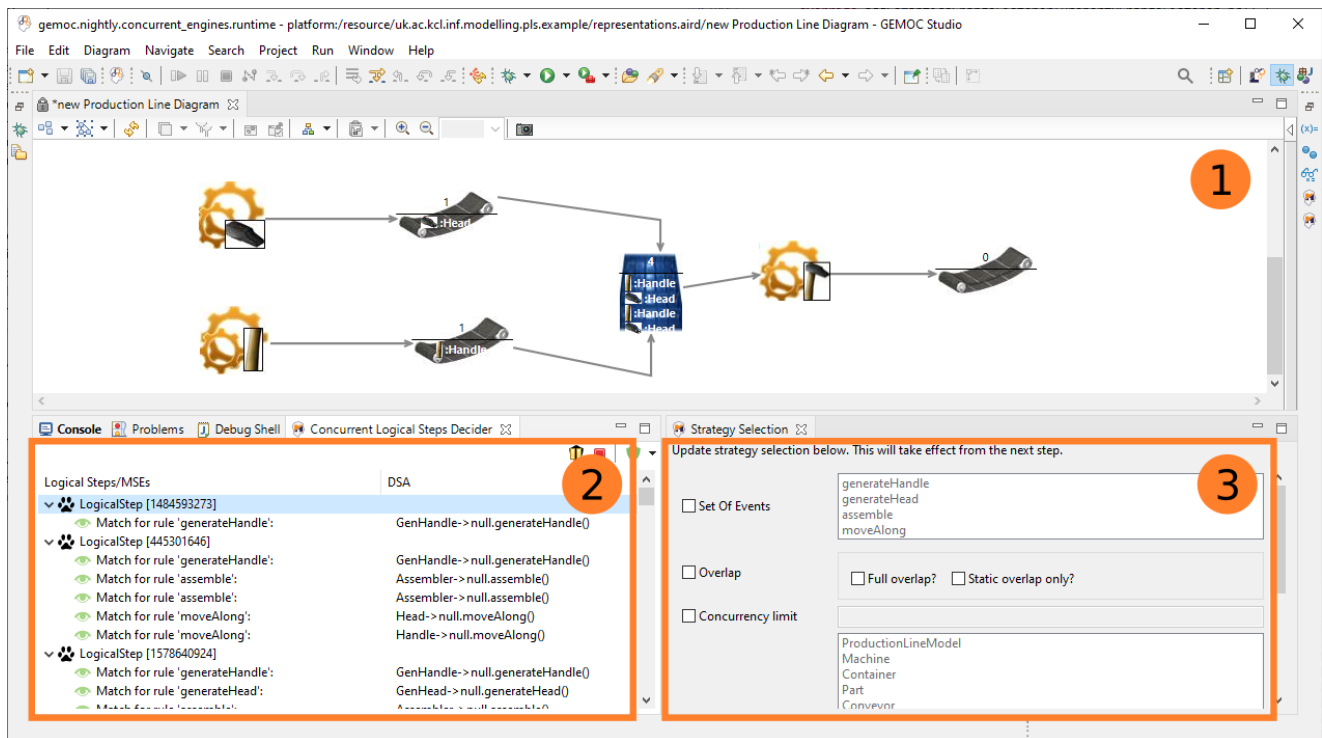 gemoc.nightly.concurrent_engines.runtime - platform:/resource/uk.ac.kcl.inf.modelling.pls.example/representations.aird/new Production Line Diagram - GEMOC Studio
File Edit Diagram Navigate Search Project Run Window Help
*new Production Line Diagram
(x)=
1
1
:Head
0
4
:Handle
:Head
:Handle
:Head
1
:Handle
Console Problems Debug Shell Concurrent Logical Steps Decider
Strategy Selection
2
Logical Steps/MSEs DSA
LogicalStep [1484593273]
Match for rule 'generateHandle': GenHandle->null.generateHandle()
LogicalStep [445301646]
Match for rule 'generateHandle': GenHandle->null.generateHandle()
Match for rule 'assemble': Assembler->null.assemble()
Match for rule 'assemble': Assembler->null.assemble()
Match for rule 'moveAlong': Head->null.moveAlong()
Match for rule 'moveAlong': Handle->null.moveAlong()
LogicalStep [1578640924]
Match for rule 'generateHandle': GenHandle->null.generateHandle()
Match for rule 'generateHead': GenHead->null.generateHead()
Match for rule 'assemble': Assembler->null.assemble()
Update strategy selection below. This will take effect from the next step.
3
Set Of Events
generateHandle
generateHead
assemble
moveAlong
Overlap
Full overlap? Static overlap only?
Concurrency limit
ProductionLineModel
Machine
Container
Part
Conveyor